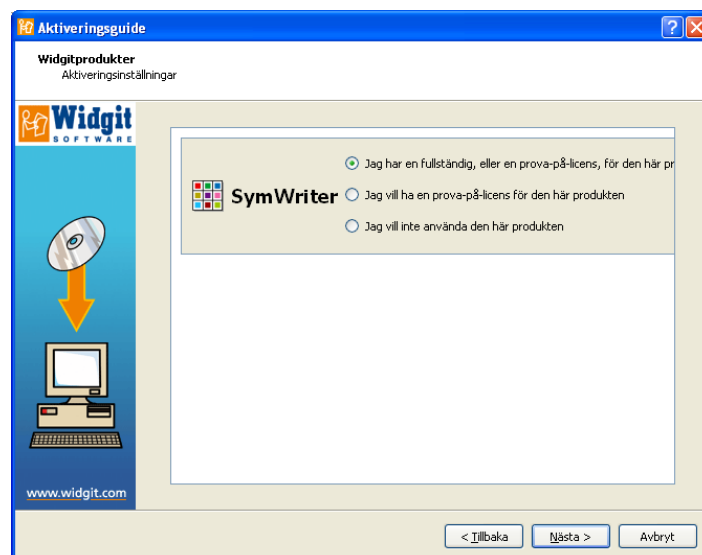 Aktiveringsguide
Widgitprodukter
Aktiveringsinställningar
Widgit
SOFTWARE
Jag har en fullständig, eller en prova-på-licens, för den här pr
SymWriter
Jag vill ha en prova-på-licens för den här produkten
Jag vill inte använda den här produkten
www.widgit.com
< Tillbaka
Nästa >
Avbryt